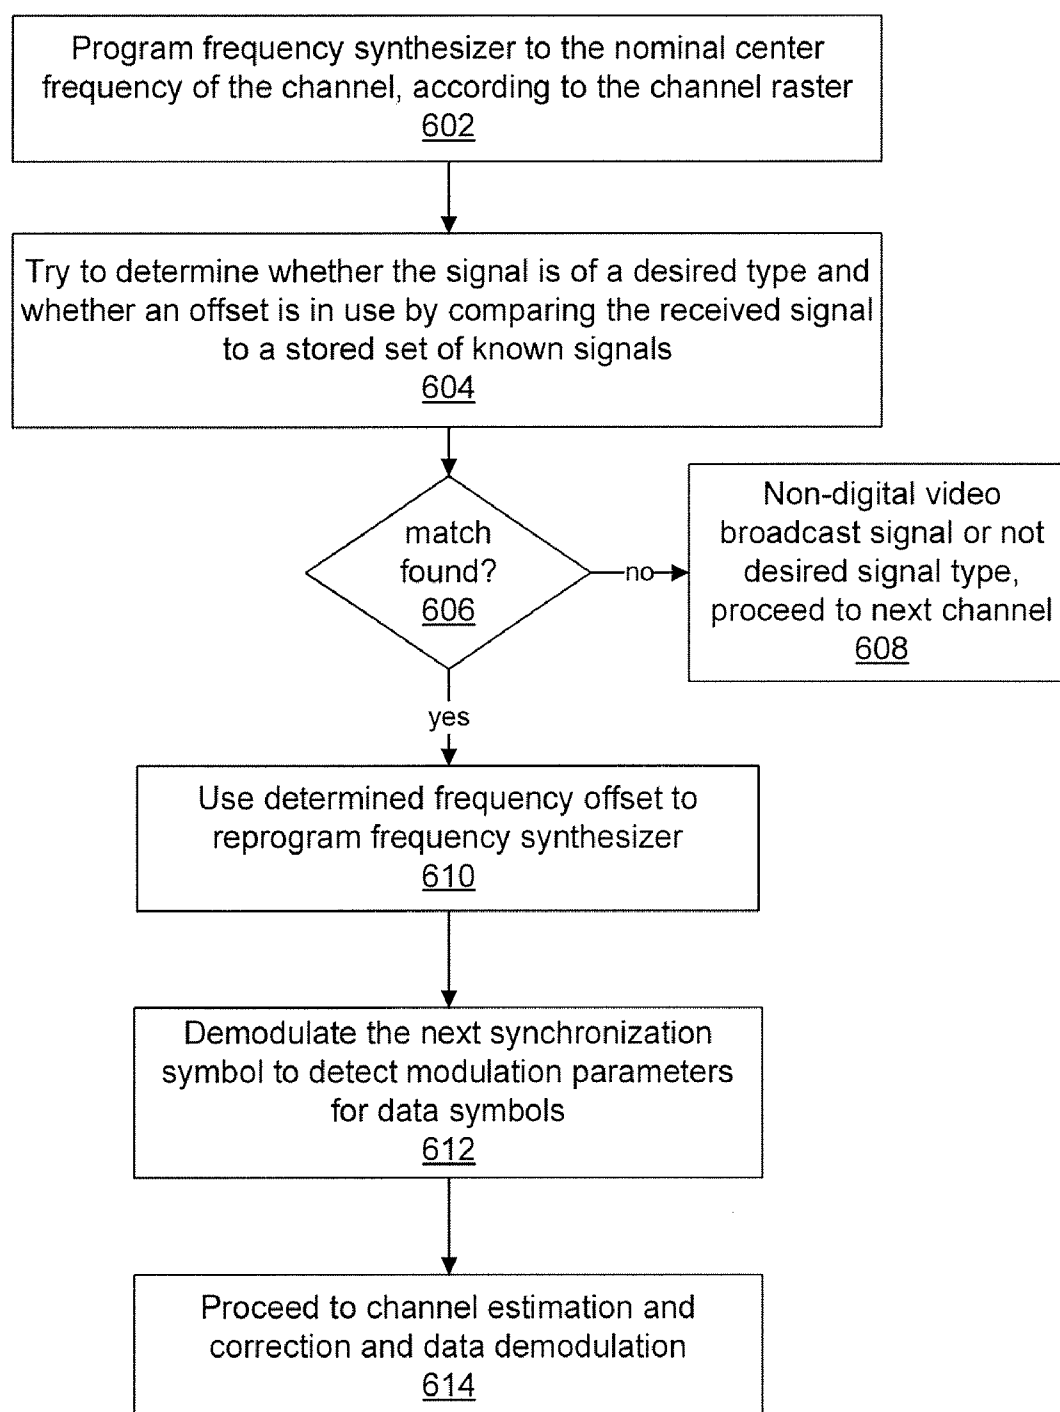 Program frequency synthesizer to the nominal center
frequency of the channel, according to the channel raster
602
Try to determine whether the signal is of a desired type and
whether an offset is in use by comparing the received signal
to a stored set of known signals
604
match
found?
606
no
Non-digital video
broadcast signal or not
desired signal type,
proceed to next channel
608
yes
Use determined frequency offset to
reprogram frequency synthesizer
610
Demodulate the next synchronization
symbol to detect modulation parameters
for data symbols
612
Proceed to channel estimation and
correction and data demodulation
614